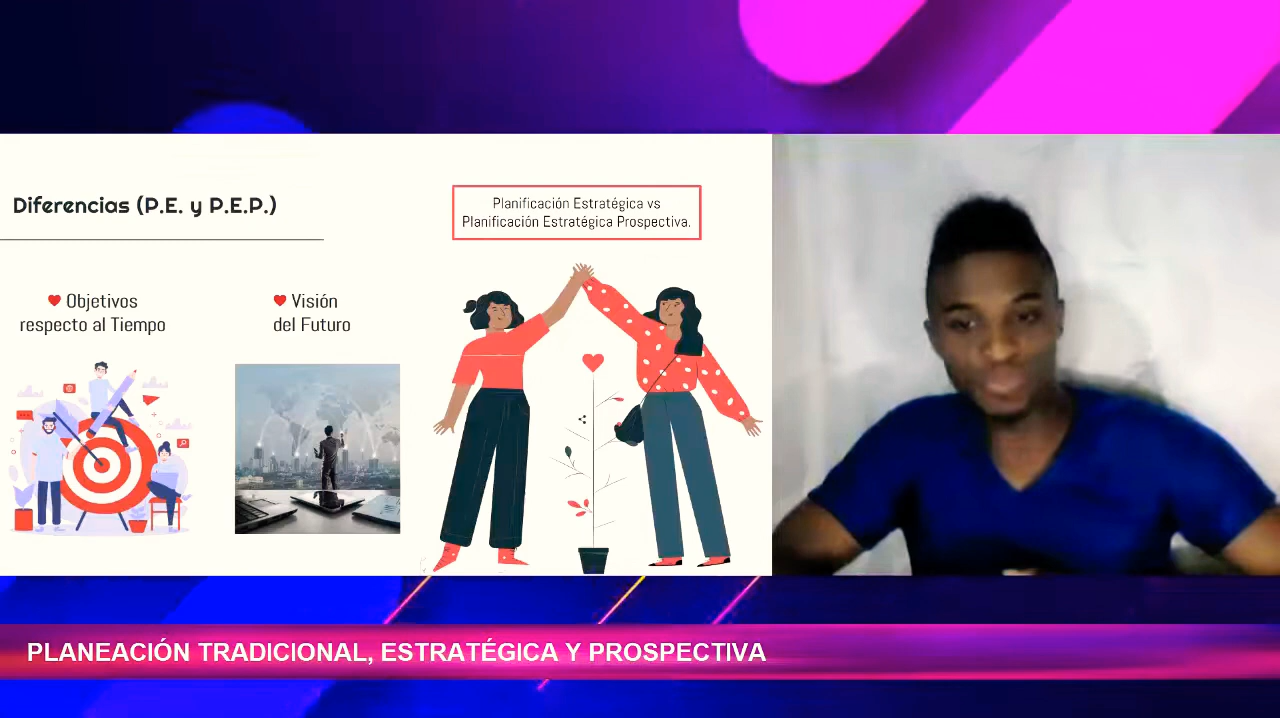 Diferencias (P.E. y P.E.P.)
Planificación Estratégica vs
Planificación Estratégica Prospectiva.
Objetivos
respecto al Tiempo
Visión
del Futuro
PLANEACIÓN TRADICIONAL, ESTRATÉGICA Y PROSPECTIVA